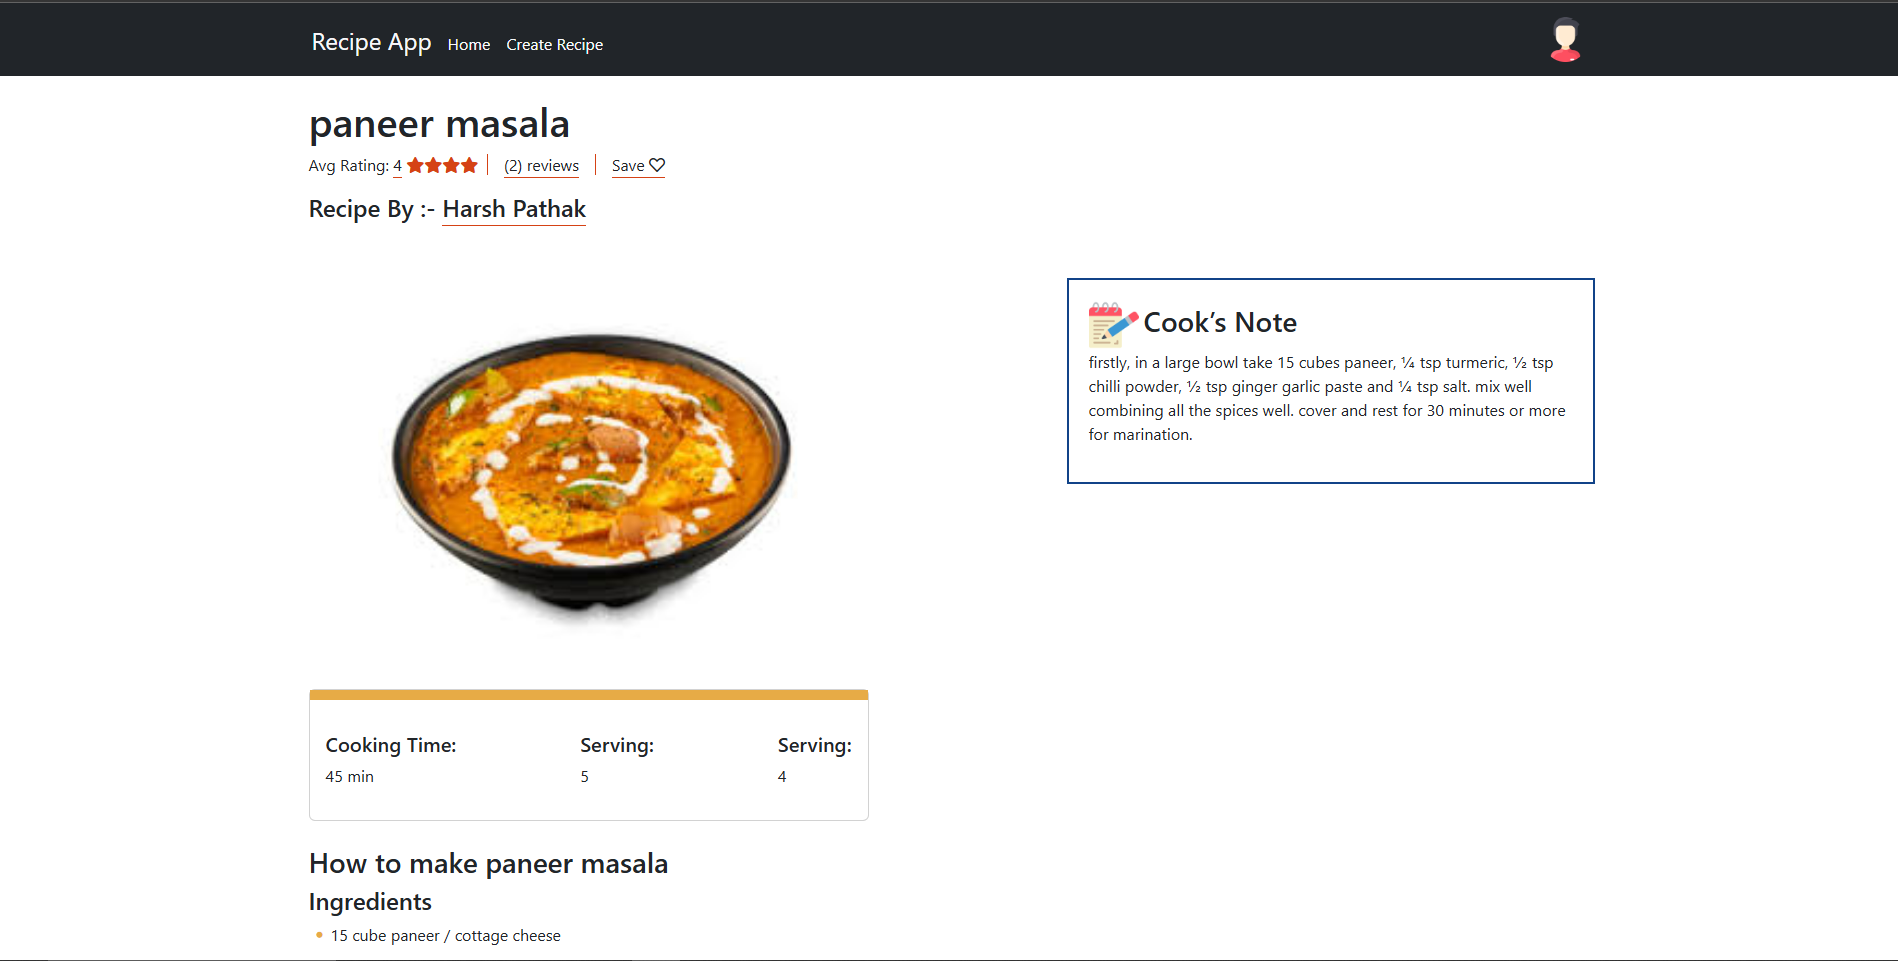 Recipe App Home Create Recipe
paneer masala
Avg Rating: 4 (2) reviews Save
Recipe By :- Harsh Pathak
Cook’s Note
firstly, in a large bowl take 15 cubes paneer, ¼ tsp turmeric, ½ tsp
chilli powder, ½ tsp ginger garlic paste and ¼ tsp salt. mix well
combining all the spices well. cover and rest for 30 minutes or more
for marination.
Cooking Time: Serving: Serving:
45 min 5 4
How to make paneer masala
Ingredients
15 cube paneer / cottage cheese